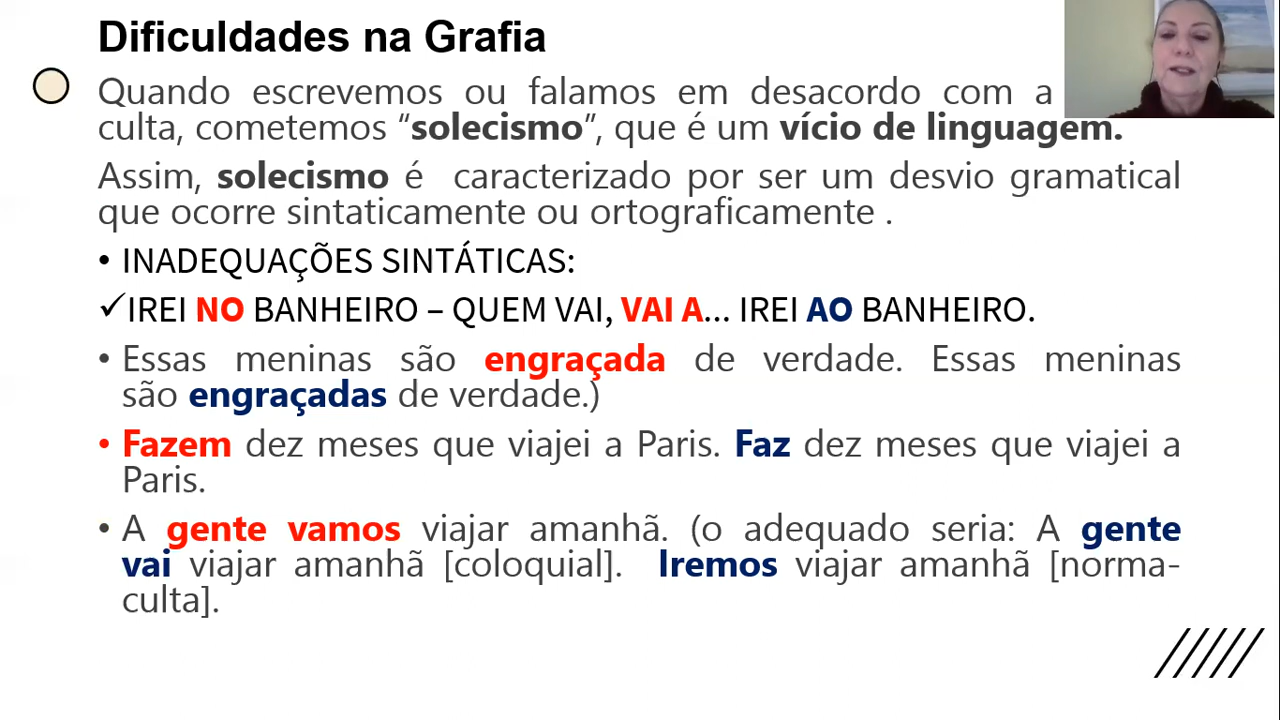 Dificuldades na Grafia
Quando escrevemos ou falamos em desacordo com a
culta, cometemos “solecismo”, que é um vício de linguagem.
Assim, solecismo é caracterizado por ser um desvio gramatical
que ocorre sintaticamente ou ortograficamente .
• INADEQUAÇÕES SINTÁTICAS:
✓IREI NO BANHEIRO – QUEM VAI, VAI A... IREI AO BANHEIRO.
• Essas meninas são engraçada de verdade. Essas meninas
são engraçadas de verdade.)
• Fazem dez meses que viajei a Paris. Faz dez meses que viajei a
Paris.
• A gente vamos viajar amanhã. (o adequado seria: A gente
vai viajar amanhã [coloquial]. Iremos viajar amanhã [norma-
culta].